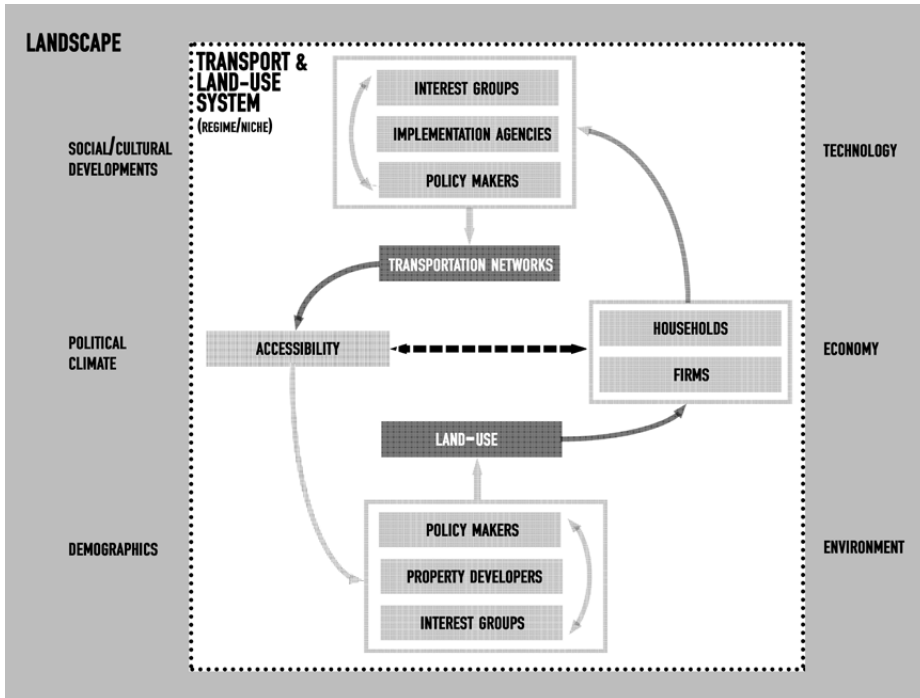 LANDSCAPE
TRANSPORT &
LAND-USE
SYSTEM
(REGIME/NICHE)
INTEREST GROUPS
IMPLEMENTATION AGENCIES
POLICY MAKERS
SOCIAL/CULTURAL
DEVELOPMENTS
TECHNOLOGY
TRANSPORTATION NETWORKS
HOUSEHOLDS
FIRMS
POLITICAL
CLIMATE
ACCESSIBILITY
ECONOMY
LAND-USE
POLICY MAKERS
PROPERTY DEVELOPERS
INTEREST GROUPS
DEMOGRAPHICS
ENVIRONMENT